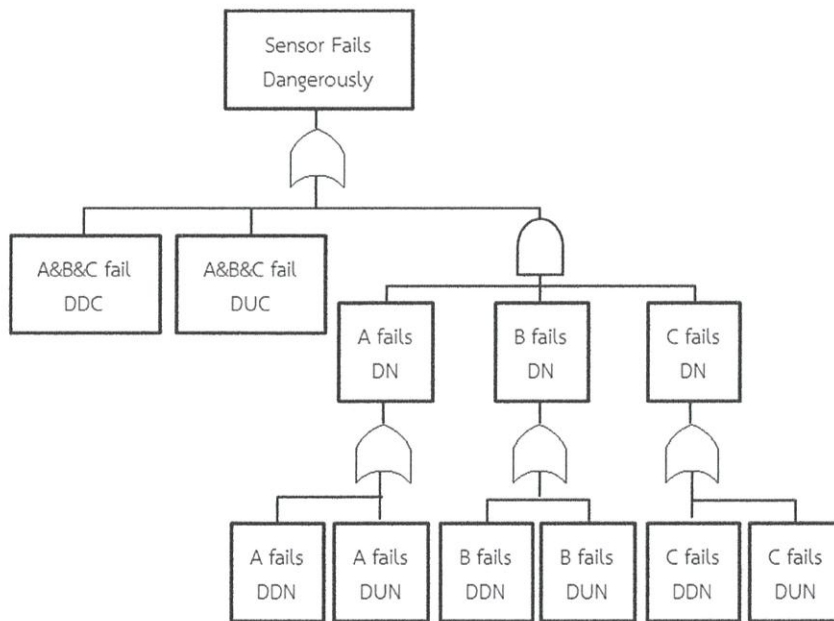 Sensor Fails
Dangerously
A&B&C fail
DDC
A&B&C fail
DUC
A fails
DN
B fails
DN
C fails
DN
A fails
DDN
A fails
DUN
B fails
DDN
B fails
DUN
C fails
DDN
C fails
DUN